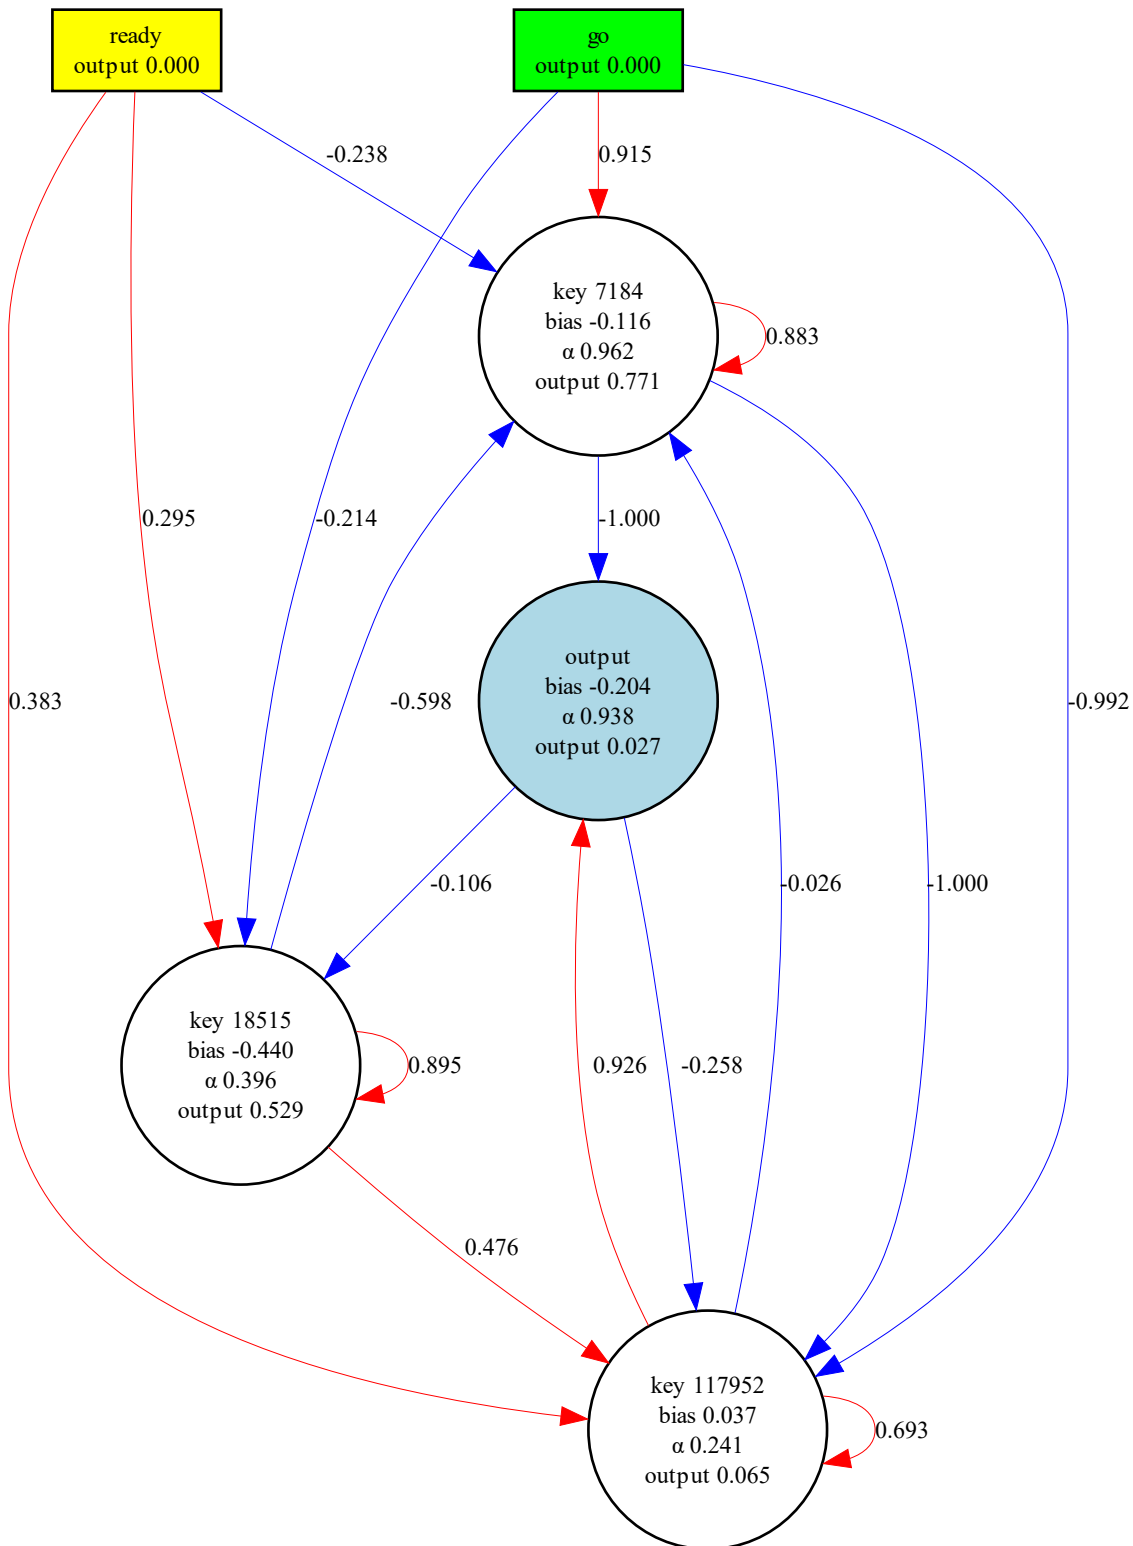 ready
output 0.000
go
output 0.000
-0.238
0.915
key 7184
bias -0.116
α 0.962
output 0.771
0.883
0.295
-0.214
-1.000
output
bias -0.204
α 0.938
output 0.027
0.383
-0.598
-0.992
-0.106
-0.026
-1.000
key 18515
bias -0.440
α 0.396
output 0.529
0.895
0.926
-0.258
0.476
key 117952
bias 0.037
α 0.241
output 0.065
0.693